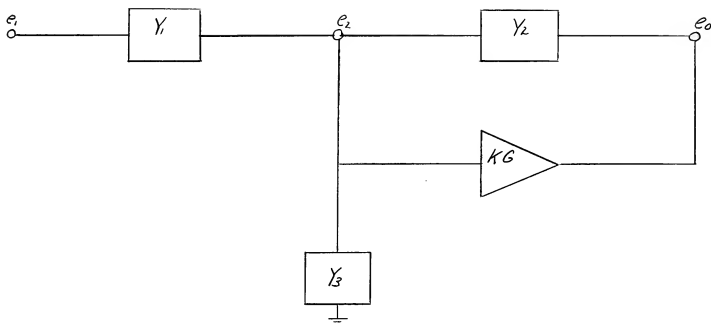 e₁
Y₁
e₂
Y₂
e₀
KG
Y₃